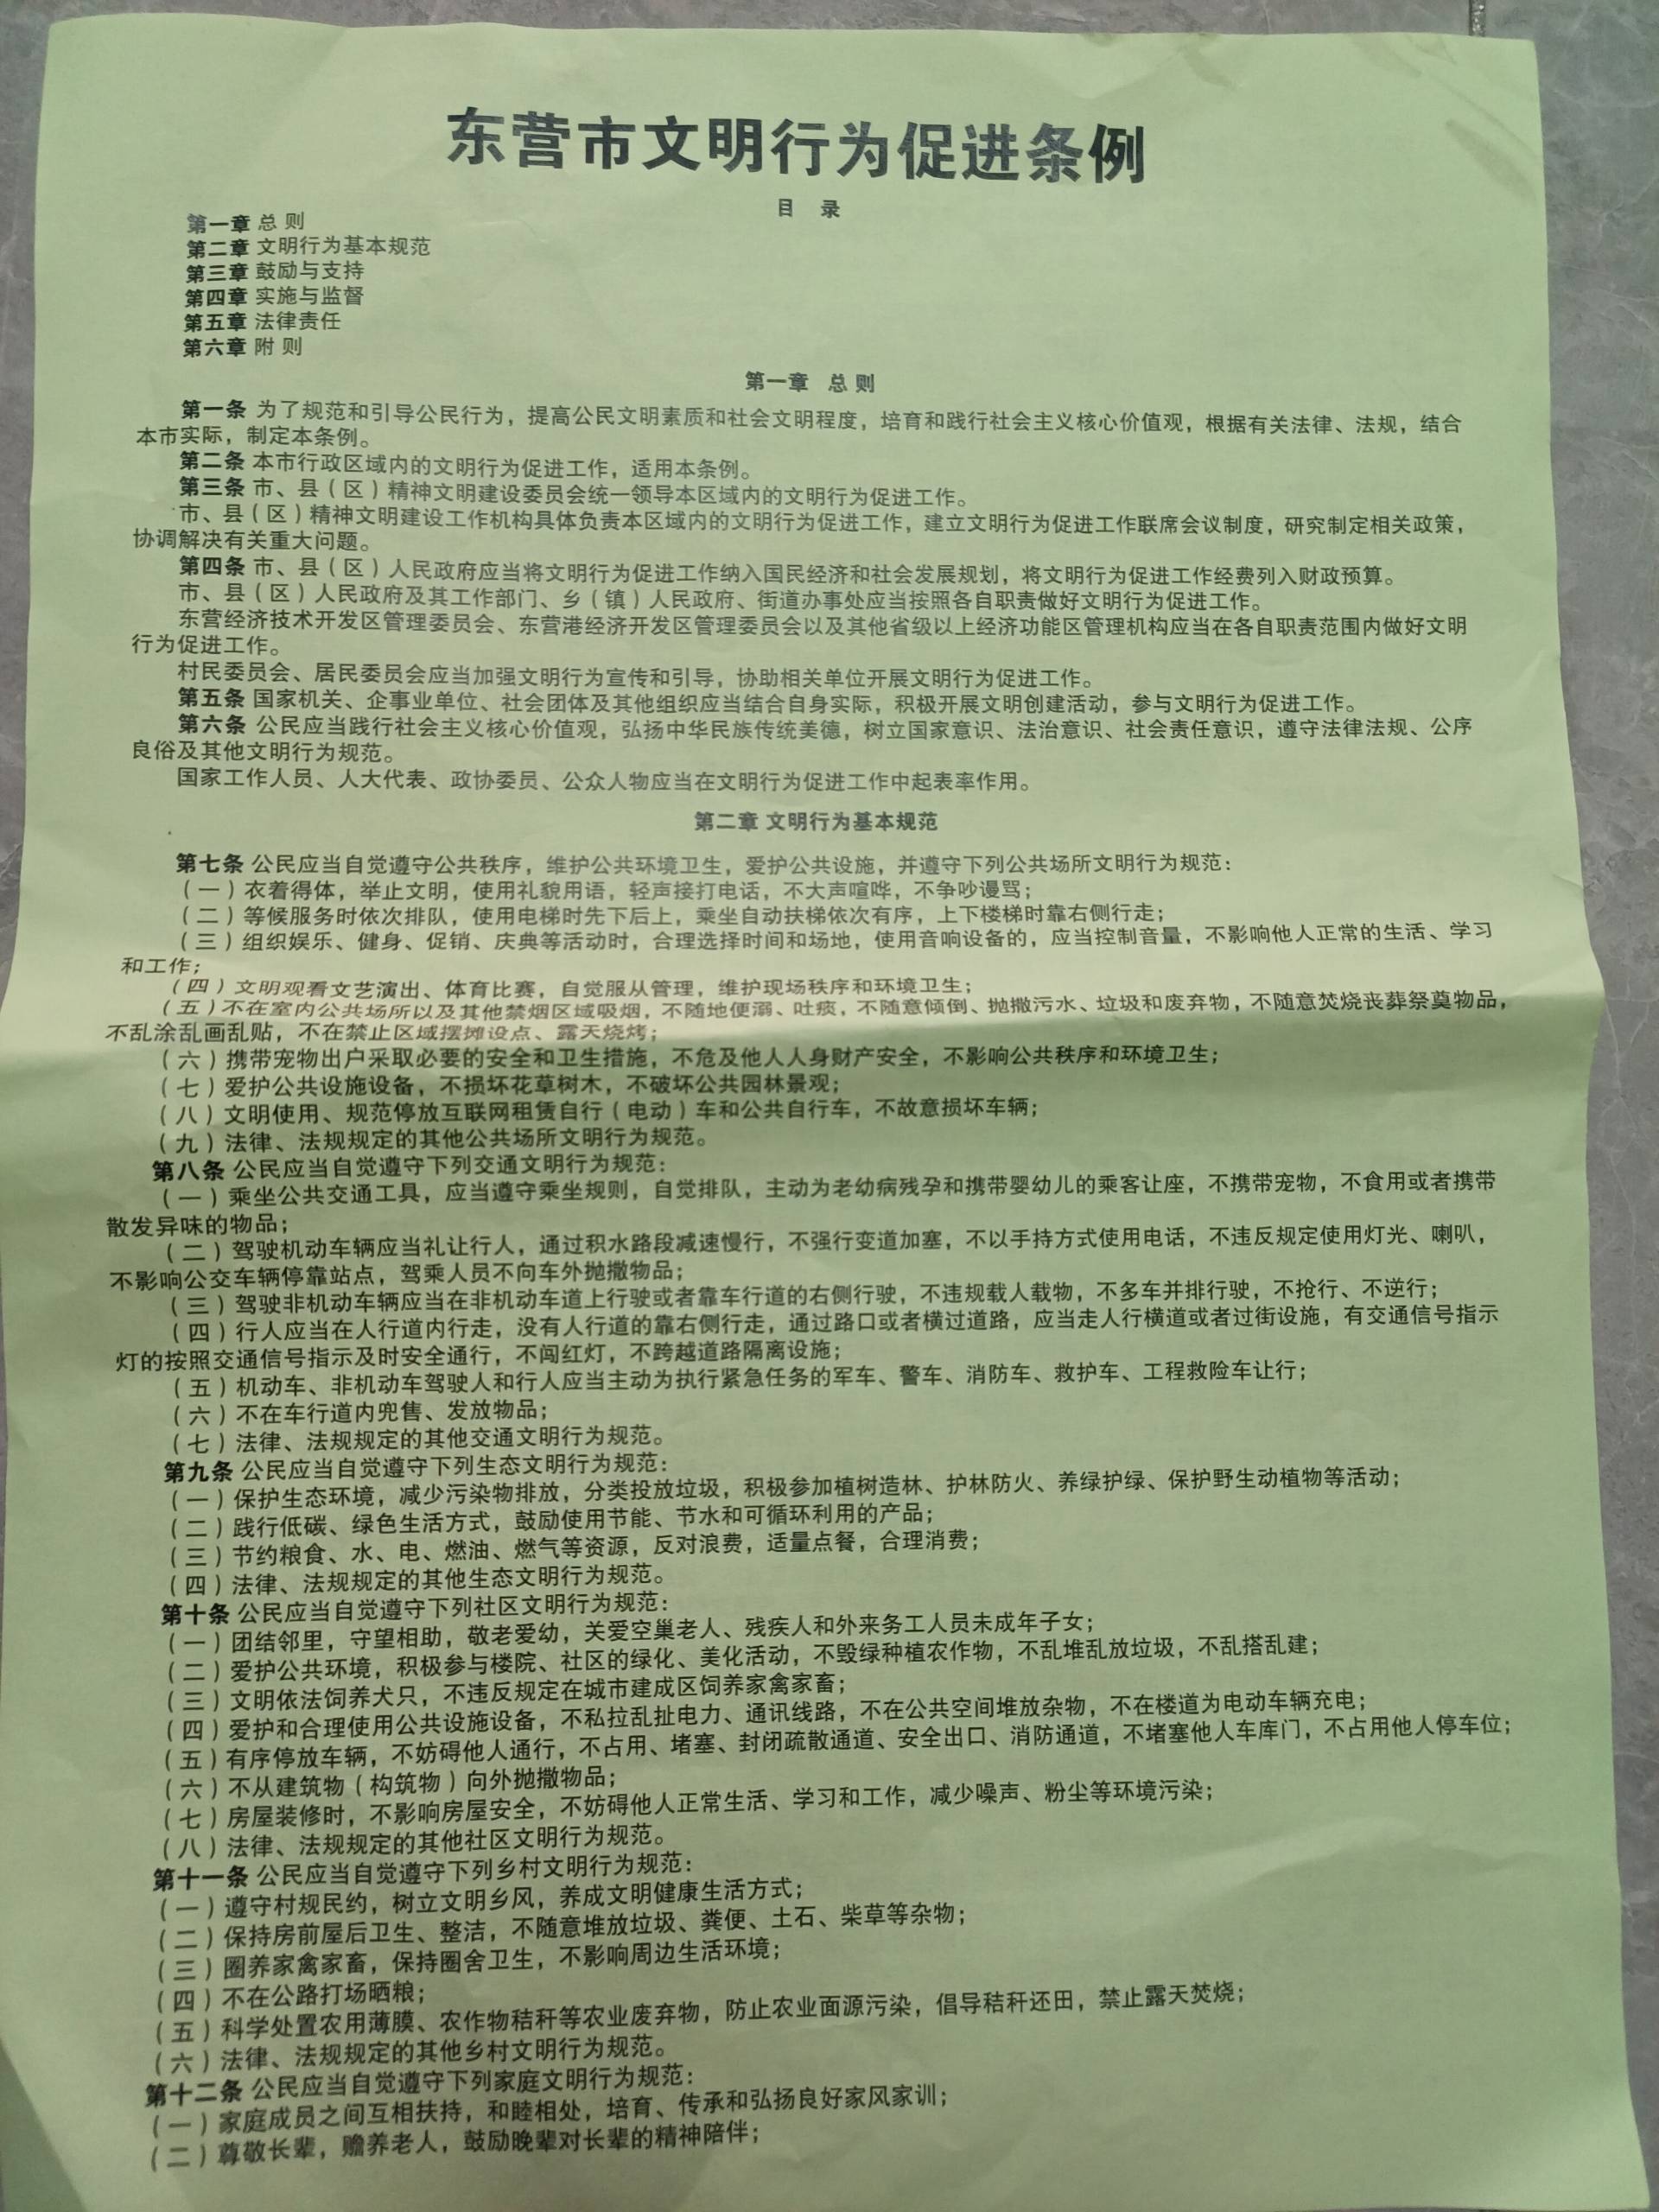 东营市文明行为促进条例
目 录
第一章 总 则
第二章 文明行为基本规范
第三章 鼓励与支持
第四章 实施与监督
第五章 法律责任
第六章 附 则
第一章 总 则
第一条 为了规范和引导公民行为，提高公民文明素质和社会文明程度，培育和践行社会主义核心价值观，根据有关法律、法规，结合
本市实际，制定本条例。
第二条 本市行政区域内的文明行为促进工作，适用本条例。
第三条 市、县（区）精神文明建设委员会统一领导本区域内的文明行为促进工作。
市、县（区）精神文明建设工作机构具体负责本区域内的文明行为促进工作，建立文明行为促进工作联席会议制度，研究制定相关政策，
协调解决有关重大问题。
第四条 市、县（区）人民政府应当将文明行为促进工作纳入国民经济和社会发展规划，将文明行为促进工作经费列入财政预算。
市、县（区）人民政府及其工作部门、乡（镇）人民政府、街道办事处应当按照各自职责做好文明行为促进工作。
东营经济技术开发区管理委员会、东营港经济开发区管理委员会以及其他省级以上经济功能区管理机构应当在各自职责范围内做好文明
行为促进工作。
村民委员会、居民委员会应当加强文明行为宣传和引导，协助相关单位开展文明行为促进工作。
第五条 国家机关、企事业单位、社会团体及其他组织应当结合自身实际，积极开展文明创建活动，参与文明行为促进工作。
第六条 公民应当践行社会主义核心价值观，弘扬中华民族传统美德，树立国家意识、法治意识、社会责任意识，遵守法律法规、公序
良俗及其他文明行为规范。
国家工作人员、人大代表、政协委员、公众人物应当在文明行为促进工作中起表率作用。
第二章 文明行为基本规范
第七条 公民应当自觉遵守公共秩序，维护公共环境卫生，爱护公共设施，并遵守下列公共场所文明行为规范：
（一）衣着得体，举止文明，使用礼貌用语，轻声接打电话，不大声喧哗，不争吵谩骂；
（二）等候服务时依次排队，使用电梯时先下后上，乘坐自动扶梯依次有序，上下楼梯时靠右侧行走；
（三）组织娱乐、健身、促销、庆典等活动时，合理选择时间和场地，使用音响设备的，应当控制音量，不影响他人正常的生活、学习
和工作；
（四）文明观看文艺演出、体育比赛，自觉服从管理，维护现场秩序和环境卫生；
（五）不在室内公共场所以及其他禁烟区域吸烟，不随地便溺、吐痰，不随意倾倒、抛撒污水、垃圾和废弃物，不随意焚烧丧葬祭奠物品，
不乱涂乱画乱贴，不在禁止区域摆摊设点、露天烧烤；
（六）携带宠物出户采取必要的安全和卫生措施，不危及他人人身财产安全，不影响公共秩序和环境卫生；
（七）爱护公共设施设备，不损坏花草树木，不破坏公共园林景观；
（八）文明使用、规范停放互联网租赁自行（电动）车和公共自行车，不故意损坏车辆；
（九）法律、法规规定的其他公共场所文明行为规范。
第八条 公民应当自觉遵守下列交通文明行为规范：
（一）乘坐公共交通工具，应当遵守乘坐规则，自觉排队，主动为老幼病残孕和携带婴幼儿的乘客让座，不携带宠物，不食用或者携带
散发异味的物品；
（二）驾驶机动车辆应当礼让行人，通过积水路段减速慢行，不强行变道加塞，不以手持方式使用电话，不违反规定使用灯光、喇叭，
不影响公交车辆停靠站点，驾乘人员不向车外抛撒物品；
（三）驾驶非机动车辆应当在非机动车道上行驶或者靠车行道的右侧行驶，不违规载人载物，不多车并排行驶，不抢行、不逆行；
（四）行人应当在人行道内行走，没有人行道的靠右侧行走，通过路口或者横过道路，应当走人行横道或者过街设施，有交通信号指示
灯的按照交通信号指示及时安全通行，不闯红灯，不跨越道路隔离设施；
（五）机动车、非机动车驾驶人和行人应当主动为执行紧急任务的军车、警车、消防车、救护车、工程救险车让行；
（六）不在车行道内兜售、发放物品；
（七）法律、法规规定的其他交通文明行为规范。
第九条 公民应当自觉遵守下列生态文明行为规范：
（一）保护生态环境，减少污染物排放，分类投放垃圾，积极参加植树造林、护林防火、养绿护绿、保护野生动植物等活动；
（二）践行低碳、绿色生活方式，鼓励使用节能、节水和可循环利用的产品；
（三）节约粮食、水、电、燃油、燃气等资源，反对浪费，适量点餐，合理消费；
（四）法律、法规规定的其他生态文明行为规范。
第十条 公民应当自觉遵守下列社区文明行为规范：
（一）团结邻里，守望相助，敬老爱幼，关爱空巢老人、残疾人和外来务工人员未成年子女；
（二）爱护公共环境，积极参与楼院、社区的绿化、美化活动，不毁绿种植农作物，不乱堆乱放垃圾，不乱搭乱建；
（三）文明依法饲养犬只，不违反规定在城市建成区饲养家禽家畜；
（四）爱护和合理使用公共设施设备，不私拉乱扯电力、通讯线路，不在公共空间堆放杂物，不在楼道为电动车辆充电；
（五）有序停放车辆，不妨碍他人通行，不占用、堵塞、封闭疏散通道、安全出口、消防通道，不堵塞他人车库门，不占用他人停车位；
（六）不从建筑物（构筑物）向外抛撒物品；
（七）房屋装修时，不影响房屋安全，不妨碍他人正常生活、学习和工作，减少噪声、粉尘等环境污染；
（八）法律、法规规定的其他社区文明行为规范。
第十一条 公民应当自觉遵守下列乡村文明行为规范：
（一）遵守村规民约，树立文明乡风，养成文明健康生活方式；
（二）保持房前屋后卫生、整洁，不随意堆放垃圾、粪便、土石、柴草等杂物；
（三）圈养家禽家畜，保持圈舍卫生，不影响周边生活环境；
（四）不在公路打场晒粮；
（五）科学处置农用薄膜、农作物秸秆等农业废弃物，防止农业面源污染，倡导秸秆还田，禁止露天焚烧；
（六）法律、法规规定的其他乡村文明行为规范。
第十二条 公民应当自觉遵守下列家庭文明行为规范：
（一）家庭成员之间互相扶持，和睦相处，培育、传承和弘扬良好家风家训；
（二）尊敬长辈，赡养老人，鼓励晚辈对长辈的精神陪伴；